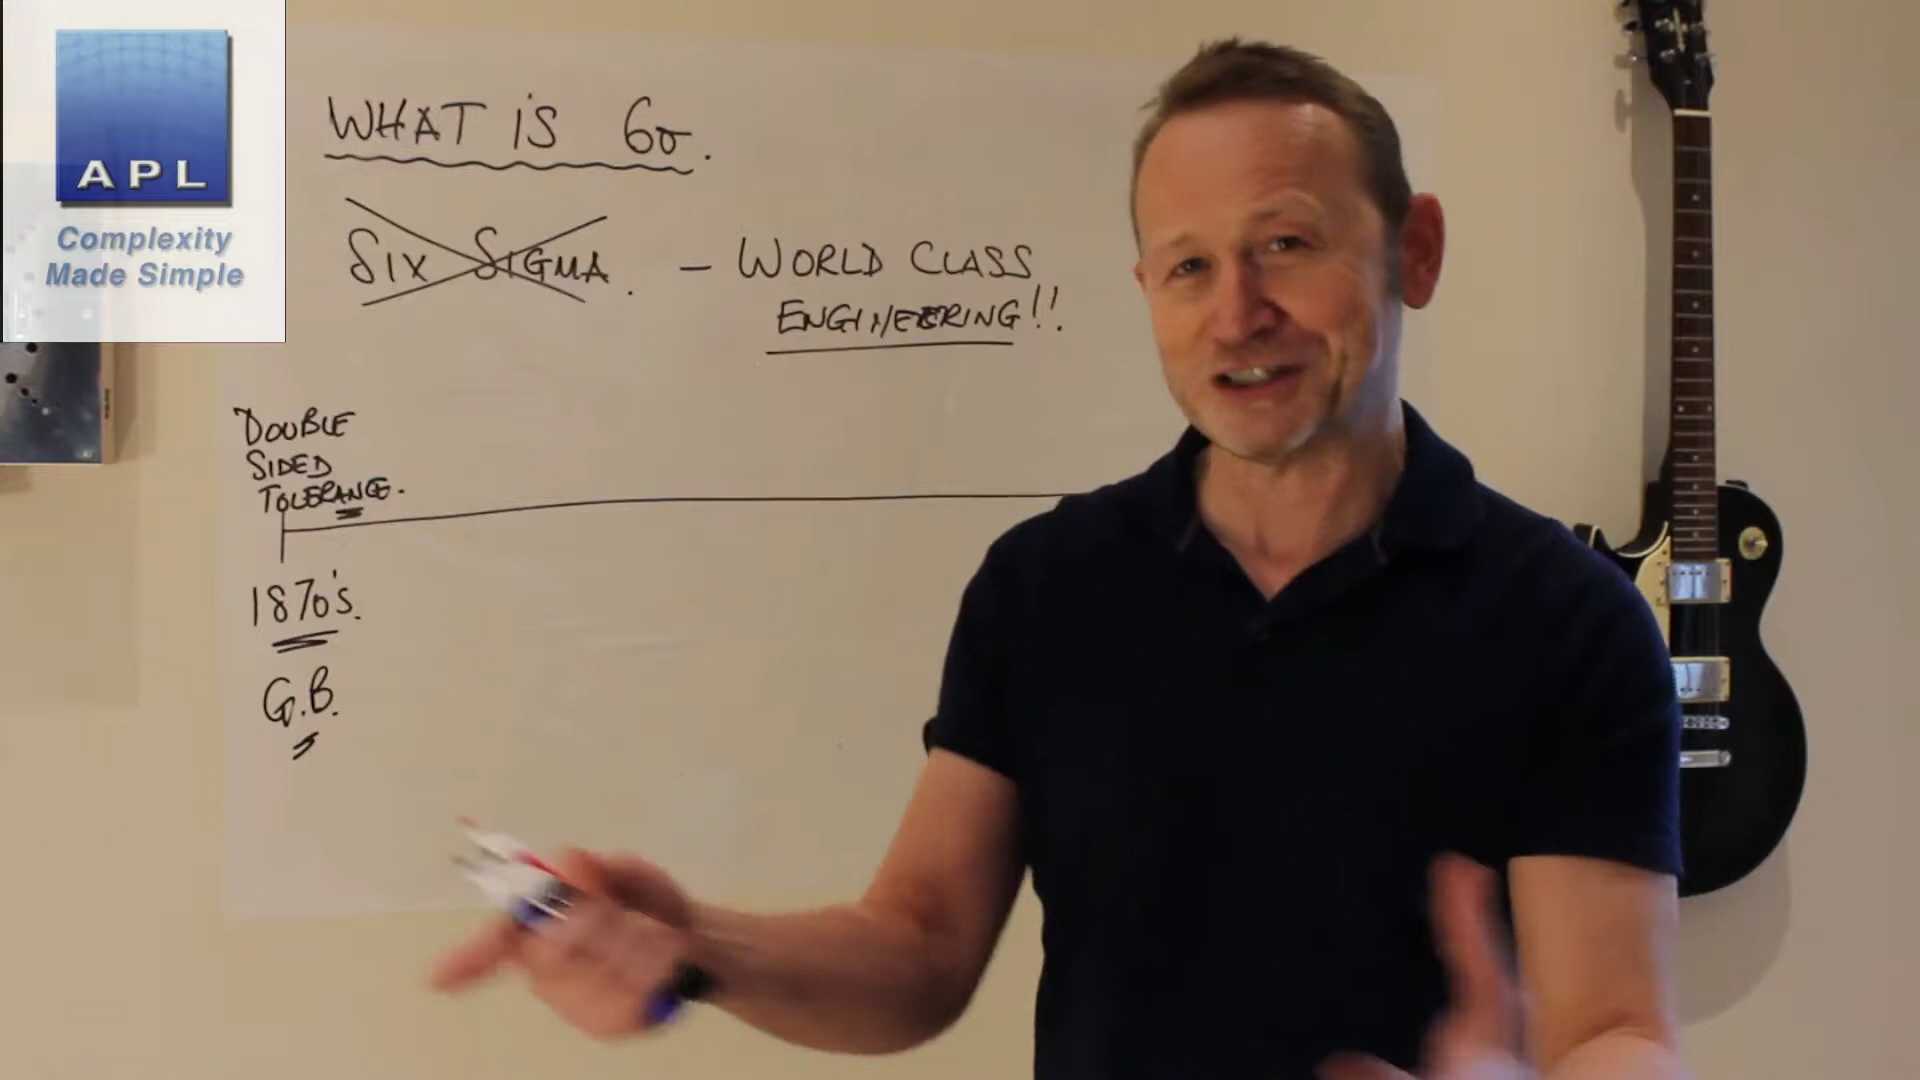 APL
Complexity
Made Simple
WHAT IS 6σ.
SIX SIGMA. – WORLD CLASS
ENGINEERING!!
DOUBLE
SIDED
TOLERANCE.
1870's.
G.B.